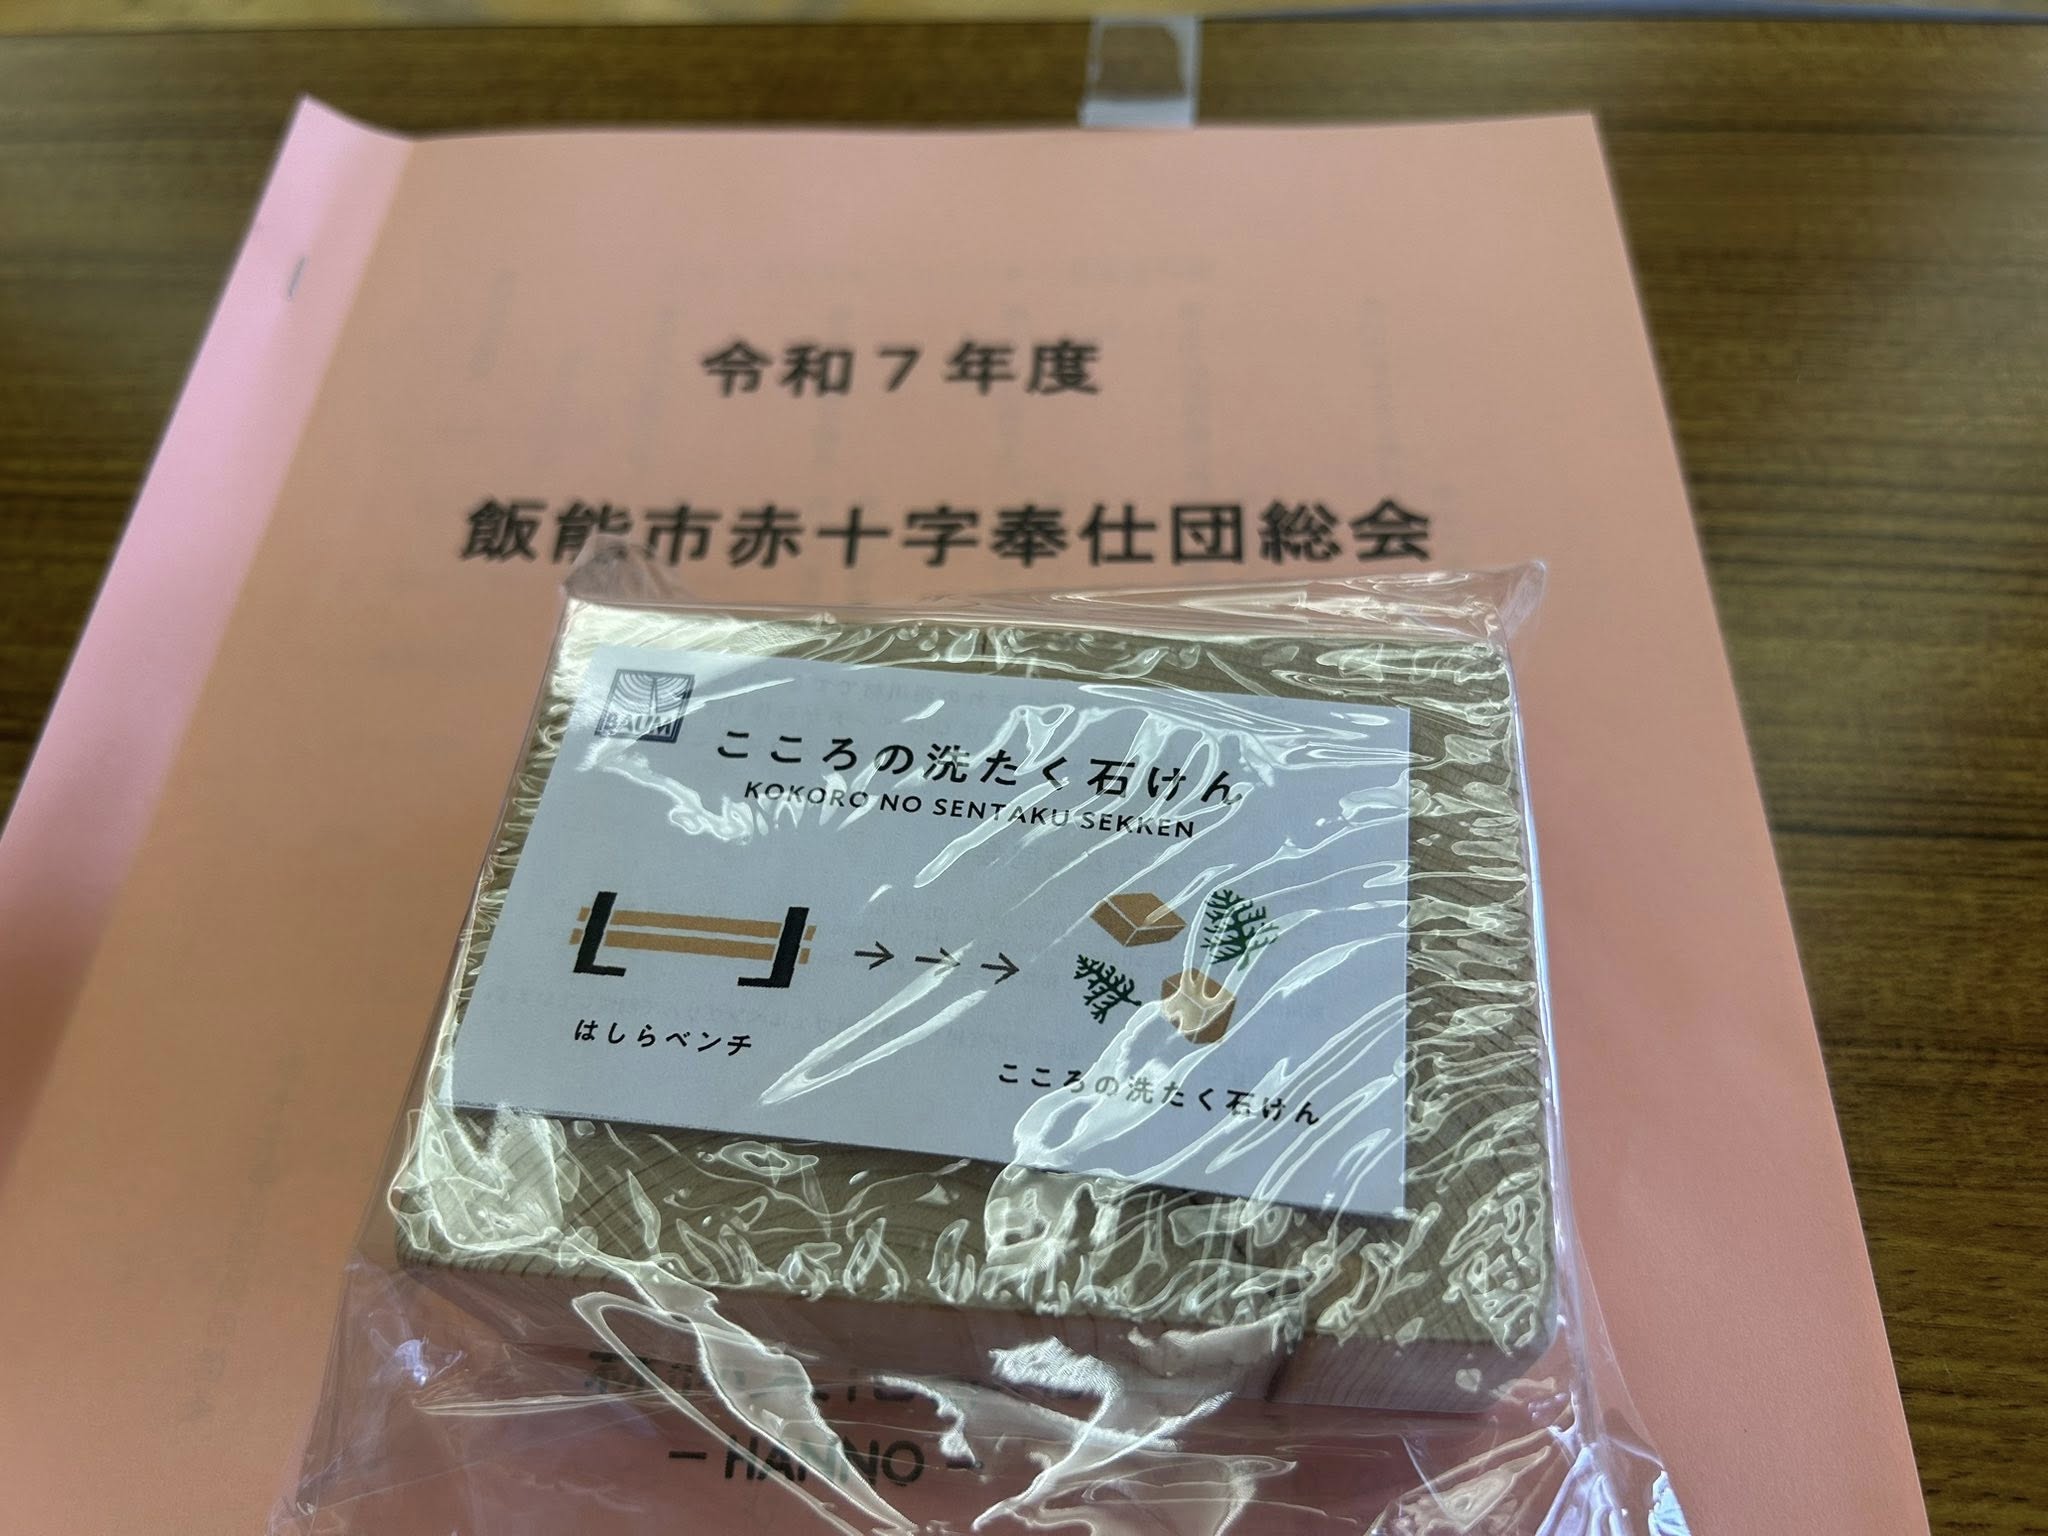 令和７年度
飯能市赤十字奉仕団総会
BAUM
こころの洗たく石けん
KOKORO NO SENTAKU SEKKEN
はしらベンチ
こころの洗たく石けん
－HANNO－